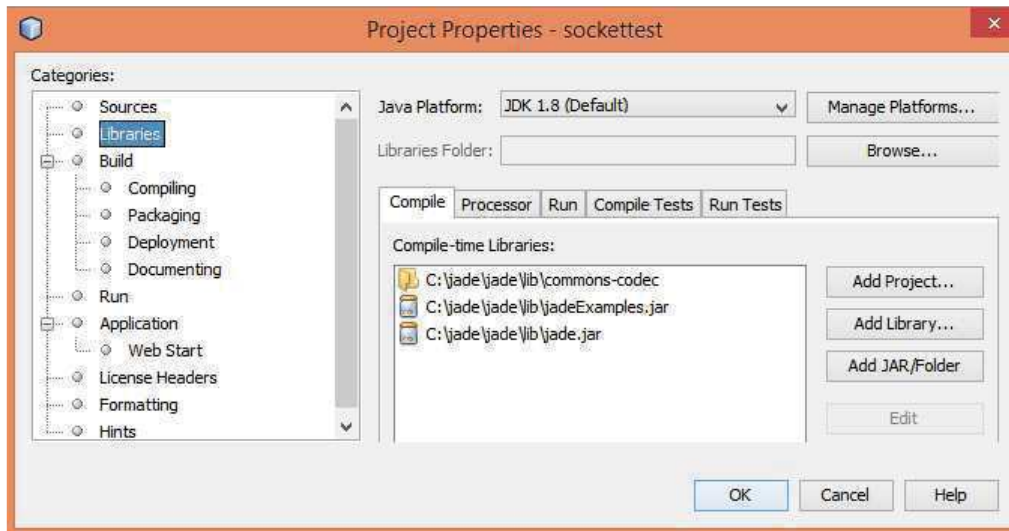 Project Properties - sockettest
Categories:
Sources
Libraries
Build
Compiling
Packaging
Deployment
Documenting
Run
Application
Web Start
License Headers
Formatting
Hints
Java Platform:
JDK 1.8 (Default)
Manage Platforms...
Libraries Folder:
Browse...
Compile
Processor
Run
Compile Tests
Run Tests
Compile-time Libraries:
C:\jade\jade\lib\commons-codec
C:\jade\jade\lib\jadeExamples.jar
C:\jade\jade\lib\jade.jar
Add Project...
Add Library...
Add JAR/Folder
Edit
OK
Cancel
Help